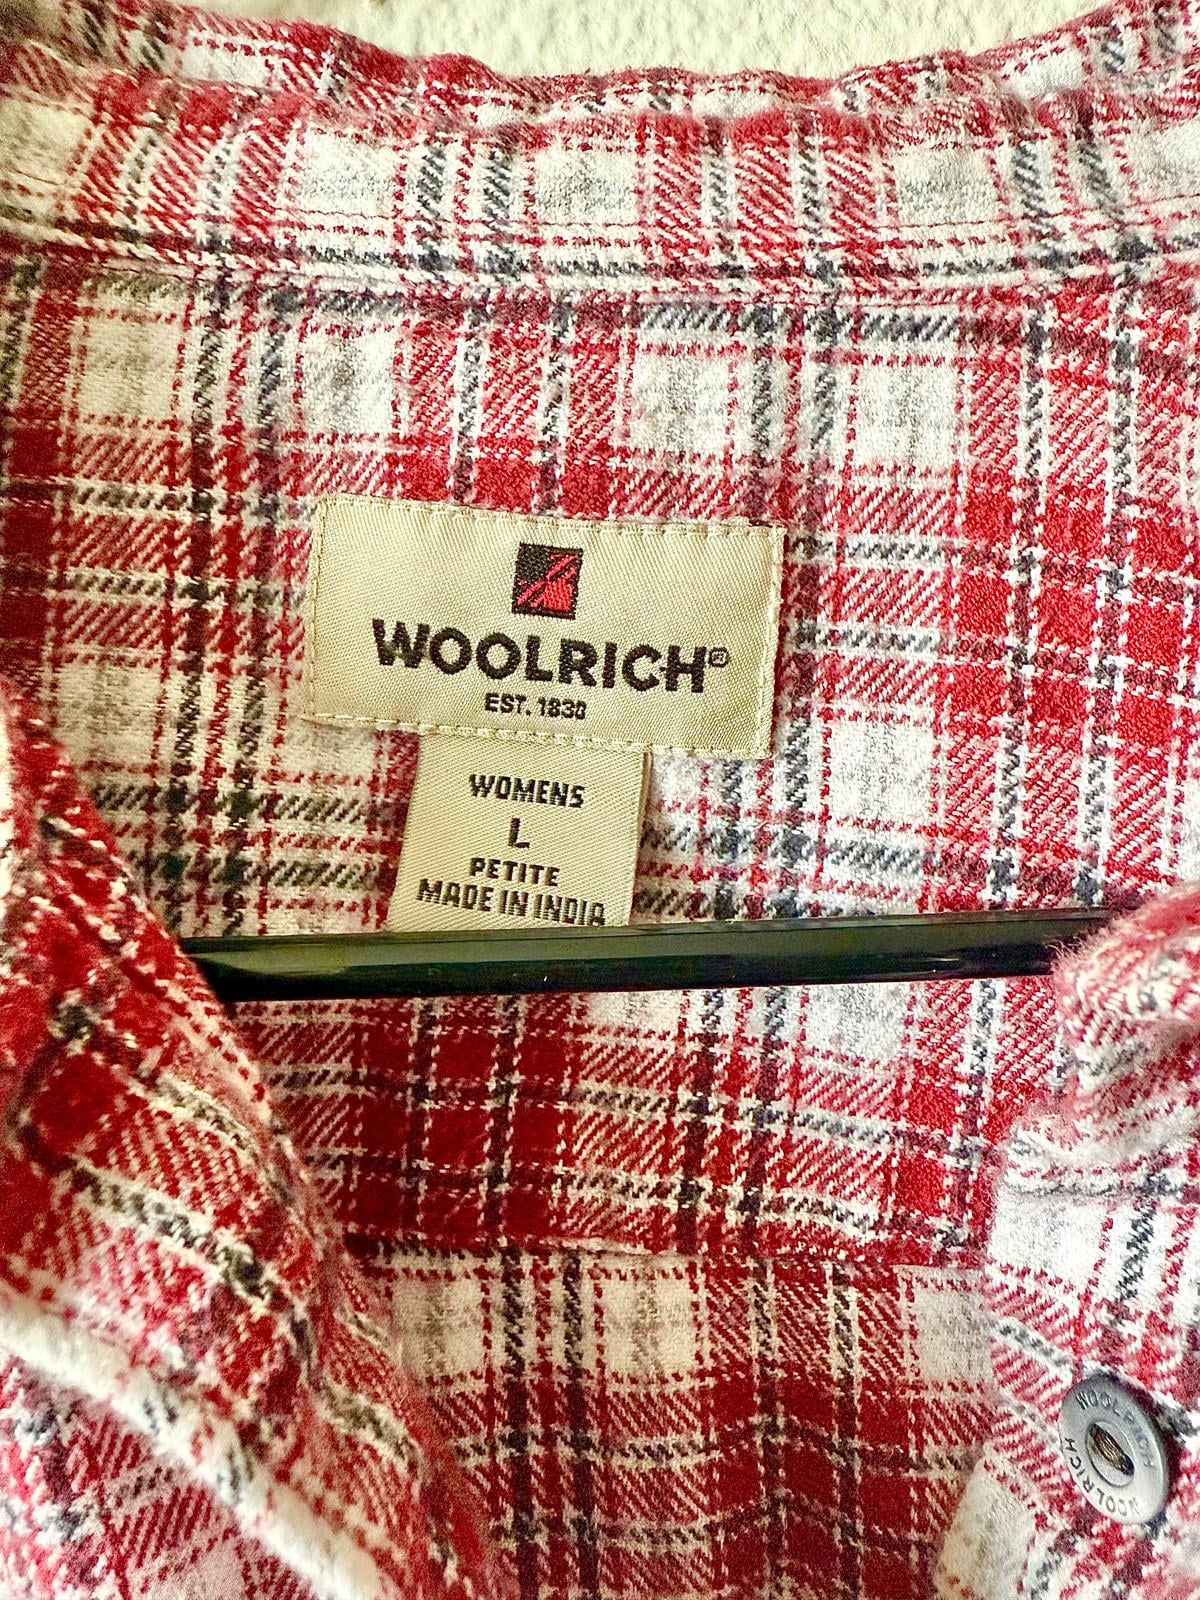 WOOLRICH®
EST. 1830
WOMENS
L
PETITE
MADE IN INDIA
WOOLRICH
WOOLRICH